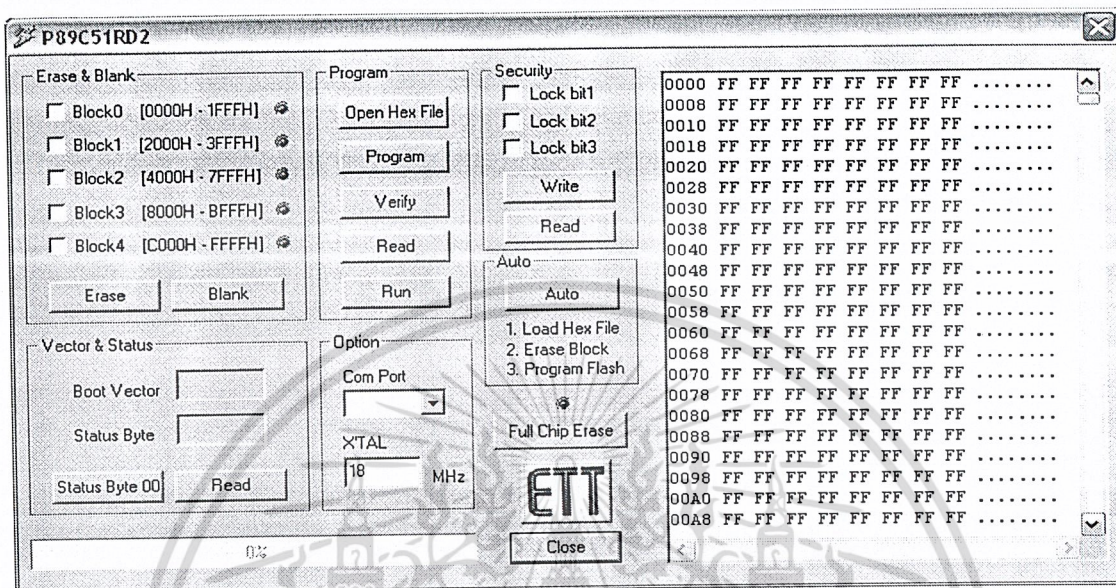 P89C51RD2
Erase & Blank
Block0 [0000H - 1FFFH]
Block1 [2000H - 3FFFH]
Block2 [4000H - 7FFFH]
Block3 [8000H - BFFFH]
Block4 [C000H - FFFFH]
Erase Blank
Program
Open Hex File
Program
Verify
Read
Run
Security
Lock bit1
Lock bit2
Lock bit3
Write
Read
Auto
Auto
1. Load Hex File
2. Erase Block
3. Program Flash
Full Chip Erase
ETT
Close
Vector & Status
Boot Vector
Status Byte
Status Byte 00 Read
Option
Com Port
X'TAL
18 MHz
0%
0000 FF FF FF FF FF FF FF FF ........
0008 FF FF FF FF FF FF FF FF ........
0010 FF FF FF FF FF FF FF FF ........
0018 FF FF FF FF FF FF FF FF ........
0020 FF FF FF FF FF FF FF FF ........
0028 FF FF FF FF FF FF FF FF ........
0030 FF FF FF FF FF FF FF FF ........
0038 FF FF FF FF FF FF FF FF ........
0040 FF FF FF FF FF FF FF FF ........
0048 FF FF FF FF FF FF FF FF ........
0050 FF FF FF FF FF FF FF FF ........
0058 FF FF FF FF FF FF FF FF ........
0060 FF FF FF FF FF FF FF FF ........
0068 FF FF FF FF FF FF FF FF ........
0070 FF FF FF FF FF FF FF FF ........
0078 FF FF FF FF FF FF FF FF ........
0080 FF FF FF FF FF FF FF FF ........
0088 FF FF FF FF FF FF FF FF ........
0090 FF FF FF FF FF FF FF FF ........
0098 FF FF FF FF FF FF FF FF ........
00A0 FF FF FF FF FF FF FF FF ........
00A8 FF FF FF FF FF FF FF FF ........